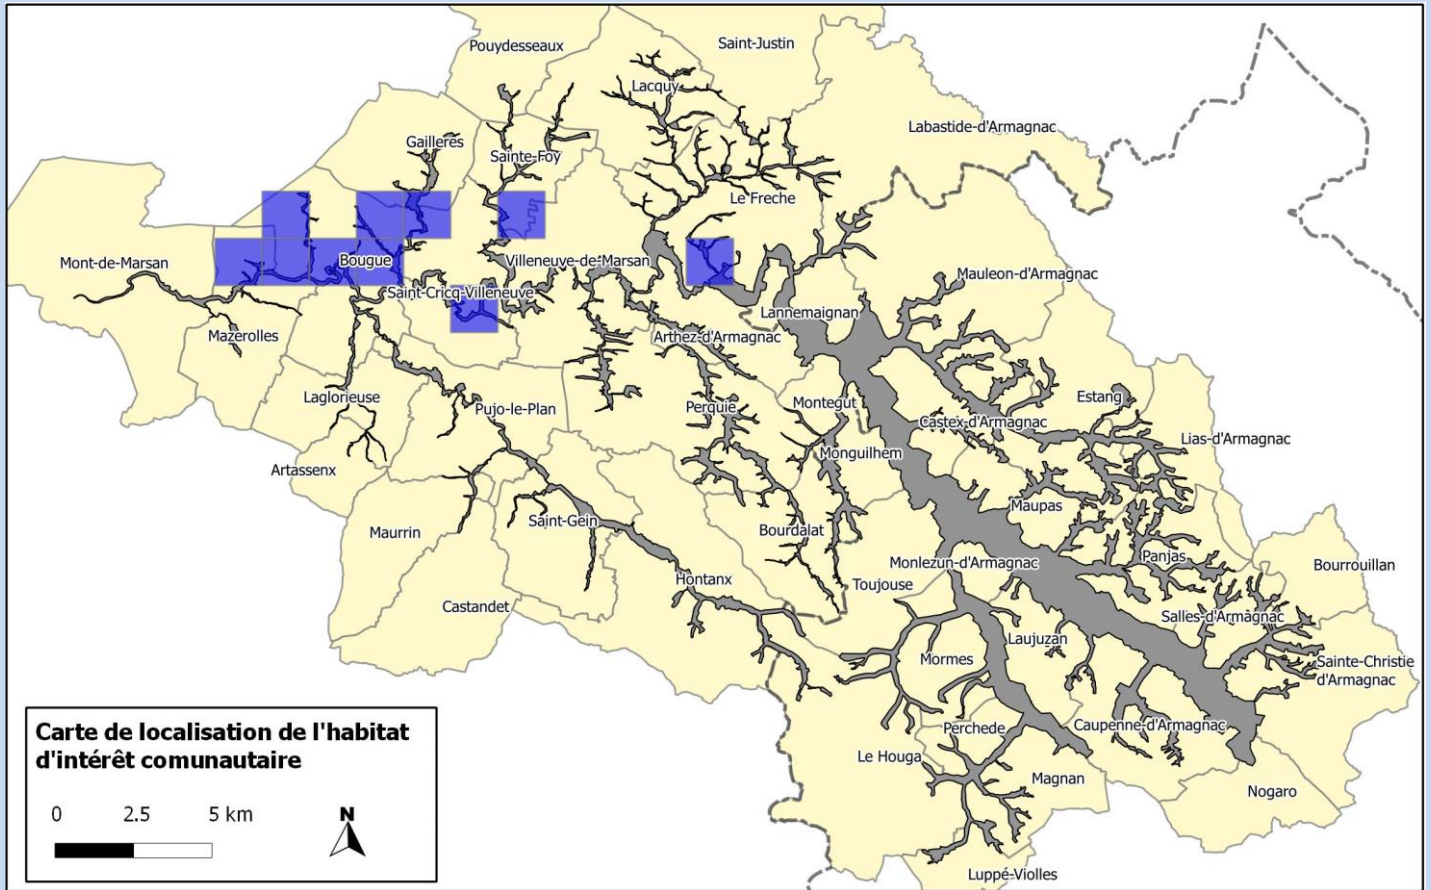 Pouydesseaux
Saint-Justin
Lacquy
Labastide-d'Armagnac
Gailleres
Sainte-Foy
Le Freche
Mont-de-Marsan
Bougue
Villeneuve-de-Marsan
Mauleon-d'Armagnac
Saint-Cricq-Villeneuve
Lannemaignan
Mazerolles
Arthez-d'Armagnac
Laglorieuse
Pujo-le-Plan
Perquie
Montegut
Estang
Castex-d'Armagnac
Lias-d'Armagnac
Artassenx
Monguilhem
Maupas
Maurrin
Saint-Gein
Bourdalat
Panjas
Bourrouillan
Monlezun-d'Armagnac
Hontanx
Toujouse
Castandet
Salles-d'Armagnac
Laujuzan
Mormes
Sainte-Christie
d'Armagnac
Perchede
Caupenne-d'Armagnac
Le Houga
Magnan
Nogaro
Luppé-Violles
Carte de localisation de l'habitat
d'intérêt comunautaire
0 2.5 5 km
N